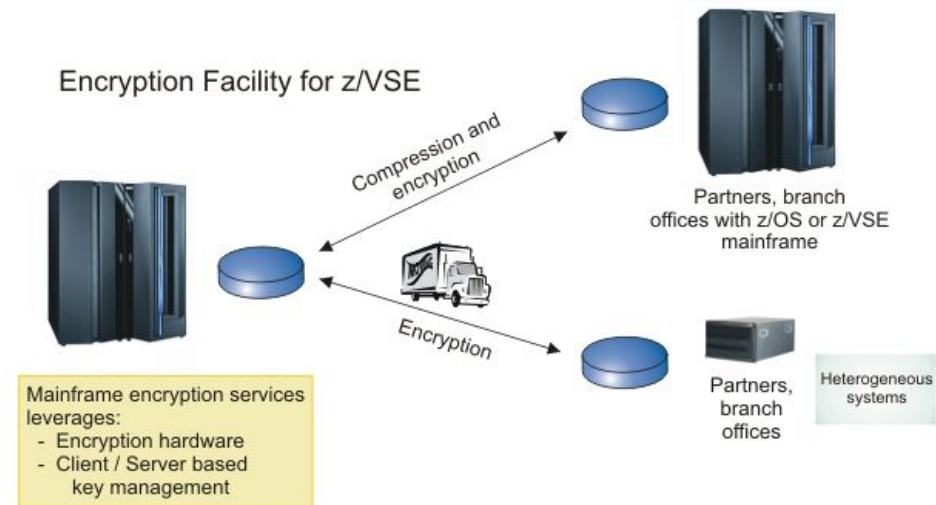 Encryption Facility for z/VSE
Compression and
encryption
Partners, branch
offices with z/OS or z/VSE
mainframe
Encryption
Partners,
branch
offices
Heterogeneous
systems
Mainframe encryption services
leverages:
- Encryption hardware
- Client / Server based
key management